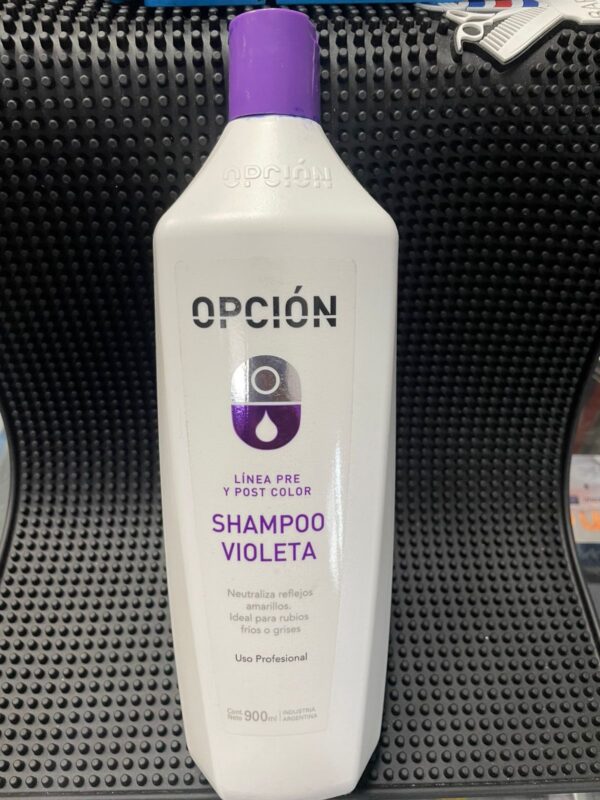 OPCIÓN
OPCIÓN
LÍNEA PRE
Y POST COLOR
SHAMPOO
VIOLETA
Neutraliza reflejos
amarillos.
Ideal para rubios
fríos o grises
Uso Profesional
Cont. Neto 900ml INDUSTRIA ARGENTINA